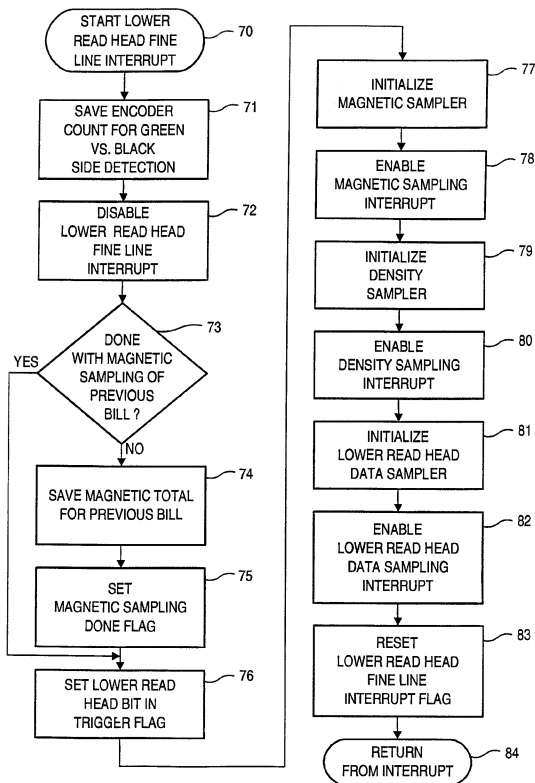 START LOWER
READ HEAD FINE
LINE INTERRUPT
70
SAVE ENCODER
COUNT FOR GREEN
VS. BLACK
SIDE DETECTION
71
DISABLE
LOWER READ HEAD
FINE LINE
INTERRUPT
72
DONE
WITH MAGNETIC
SAMPLING OF
PREVIOUS
BILL ?
73
YES
NO
SAVE MAGNETIC TOTAL
FOR PREVIOUS BILL
74
SET
MAGNETIC SAMPLING
DONE FLAG
75
SET LOWER READ
HEAD BIT IN
TRIGGER FLAG
76
INITIALIZE
MAGNETIC SAMPLER
77
ENABLE
MAGNETIC SAMPLING
INTERRUPT
78
INITIALIZE
DENSITY
SAMPLER
79
ENABLE
DENSITY SAMPLING
INTERRUPT
80
INITIALIZE
LOWER READ HEAD
DATA SAMPLER
81
ENABLE
LOWER READ HEAD
DATA SAMPLING
INTERRUPT
82
RESET
LOWER READ HEAD
FINE LINE
INTERRUPT FLAG
83
RETURN
FROM INTERRUPT
84